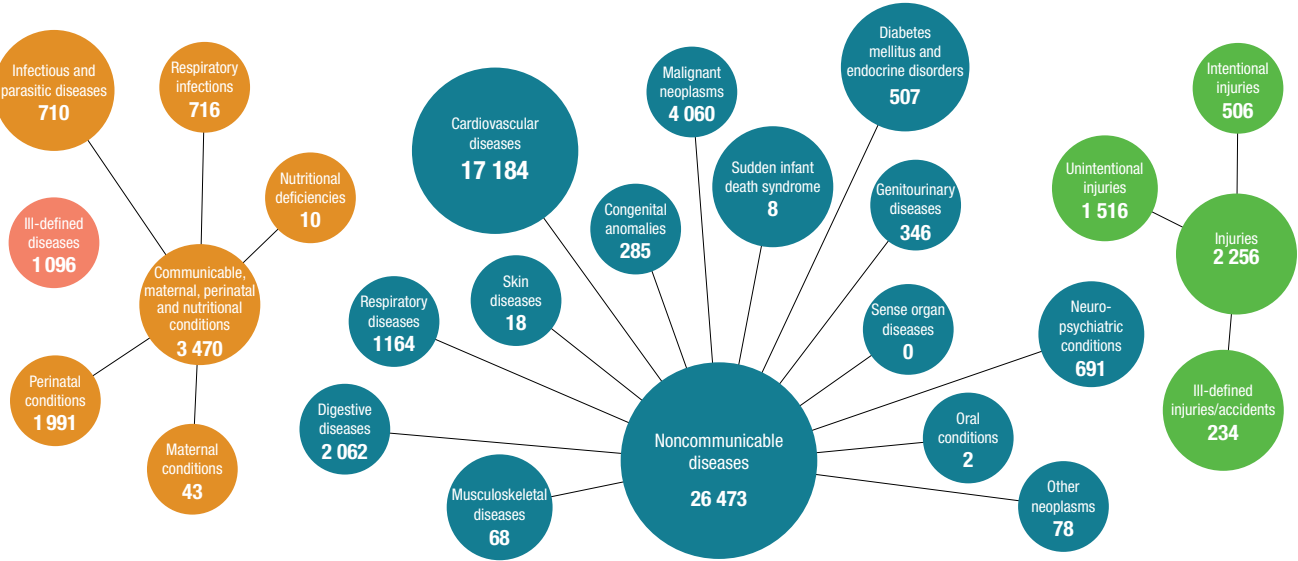 Infectious and
parasitic diseases
710
Respiratory
infections
716
Nutritional
deficiencies
10
Ill-defined
diseases
1 096
Communicable,
maternal, perinatal
and nutritional
conditions
3 470
Perinatal
conditions
1 991
Maternal
conditions
43
Cardiovascular
diseases
17 184
Malignant
neoplasms
4 060
Diabetes
mellitus and
endocrine disorders
507
Sudden infant
death syndrome
8
Congenital
anomalies
285
Genitourinary
diseases
346
Skin
diseases
18
Respiratory
diseases
1164
Sense organ
diseases
0
Neuro-
psychiatric
conditions
691
Digestive
diseases
2 062
Oral
conditions
2
Noncommunicable
diseases
26 473
Musculoskeletal
diseases
68
Other
neoplasms
78
Intentional
injuries
506
Unintentional
injuries
1 516
Injuries
2 256
Ill-defined
injuries/accidents
234